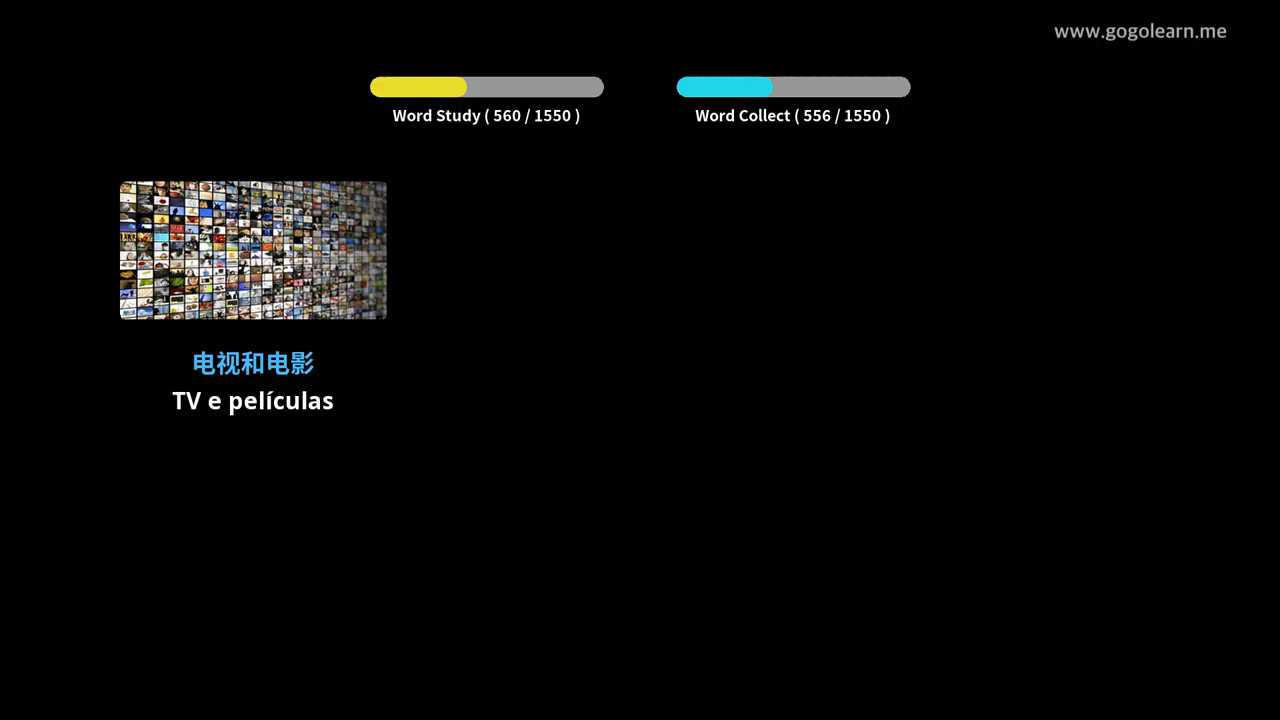 www.gogolearn.me
Word Study ( 560 / 1550 )
Word Collect ( 556 / 1550 )
电视和电影
TV e películas